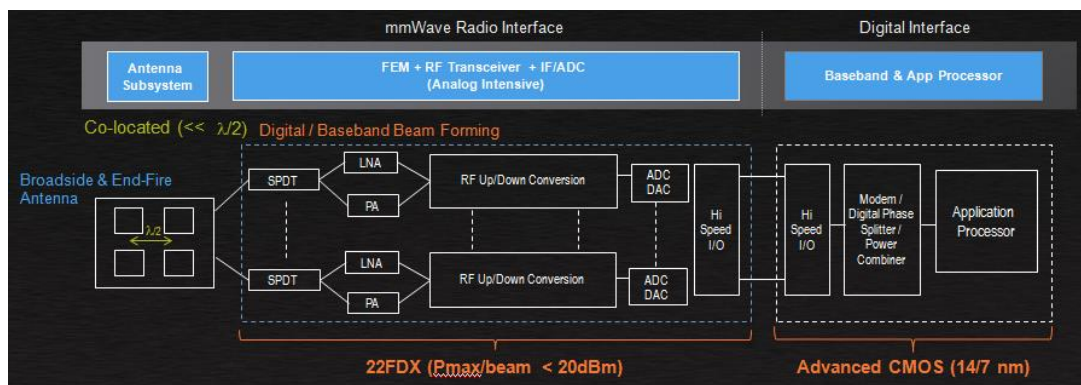 mmWave Radio Interface
Digital Interface
Antenna
Subsystem
FEM + RF Transceiver + IF/ADC
(Analog Intensive)
Baseband & App Processor
Co-located (<< λ/2)
Digital / Baseband Beam Forming
Broadside & End-Fire
Antenna
λ/2
SPDT
LNA
PA
RF Up/Down Conversion
ADC
DAC
SPDT
LNA
PA
RF Up/Down Conversion
ADC
DAC
Hi
Speed
I/O
Hi
Speed
I/O
Modem /
Digital Phase
Splitter /
Power
Combiner
Application
Processor
22FDX (Pmax/beam < 20dBm)
Advanced CMOS (14/7 nm)